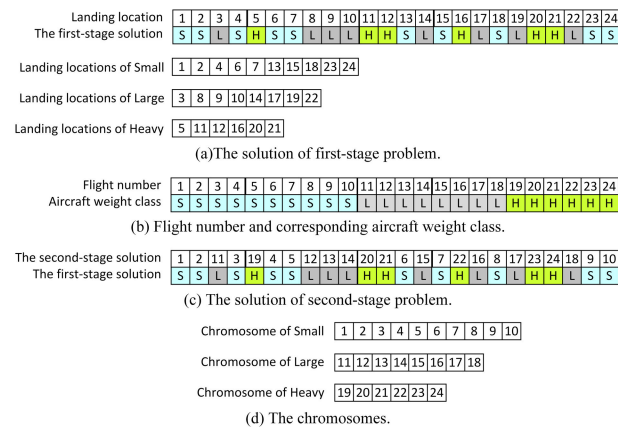 Landing location 1 2 3 4 5 6 7 8 9 10 11 12 13 14 15 16 17 18 19 20 21 22 23 24
The first-stage solution S S L S H S S L L L H H S L S H L S L H H L S S
Landing locations of Small 1 2 4 6 7 13 15 18 23 24
Landing locations of Large 3 8 9 10 14 17 19 22
Landing locations of Heavy 5 11 12 16 20 21
(a)The solution of first-stage problem.
Flight number 1 2 3 4 5 6 7 8 9 10 11 12 13 14 15 16 17 18 19 20 21 22 23 24
Aircraft weight class S S S S S S S S S S L L L L L L L L H H H H H H
(b) Flight number and corresponding aircraft weight class.
The second-stage solution 1 2 11 3 19 4 5 12 13 14 20 21 6 15 7 22 16 8 17 23 24 18 9 10
The first-stage solution S S L S H S S L L L H H S L S H L S L H H L S S
(c) The solution of second-stage problem.
Chromosome of Small 1 2 3 4 5 6 7 8 9 10
Chromosome of Large 11 12 13 14 15 16 17 18
Chromosome of Heavy 19 20 21 22 23 24
(d) The chromosomes.